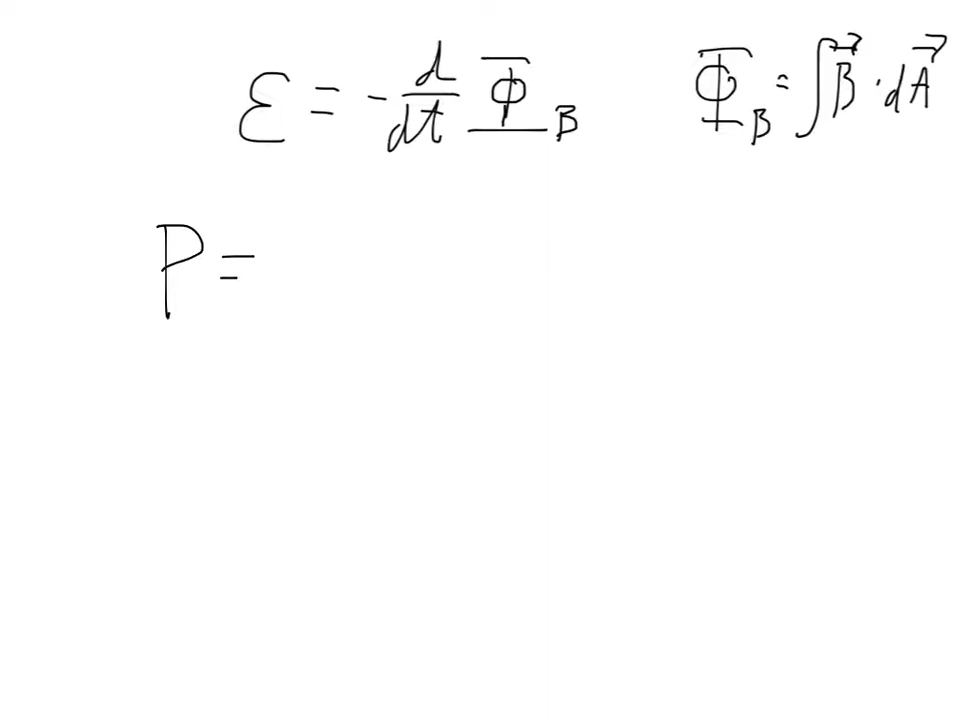 ε = - d/dt Φ_B    Φ_B = ∫ B⃗ · dA⃗
P =